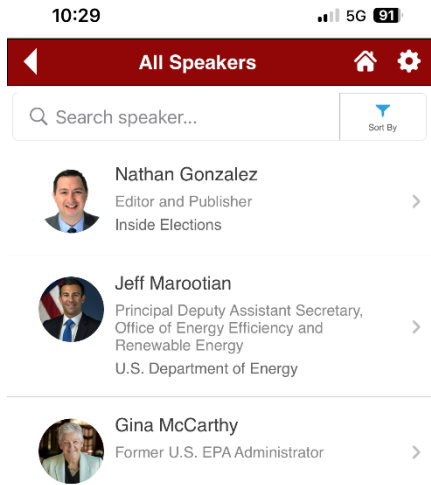 10:29
5G 91
All Speakers
Search speaker...
Sort By
Nathan Gonzalez
Editor and Publisher
Inside Elections
Jeff Marootian
Principal Deputy Assistant Secretary,
Office of Energy Efficiency and
Renewable Energy
U.S. Department of Energy
Gina McCarthy
Former U.S. EPA Administrator